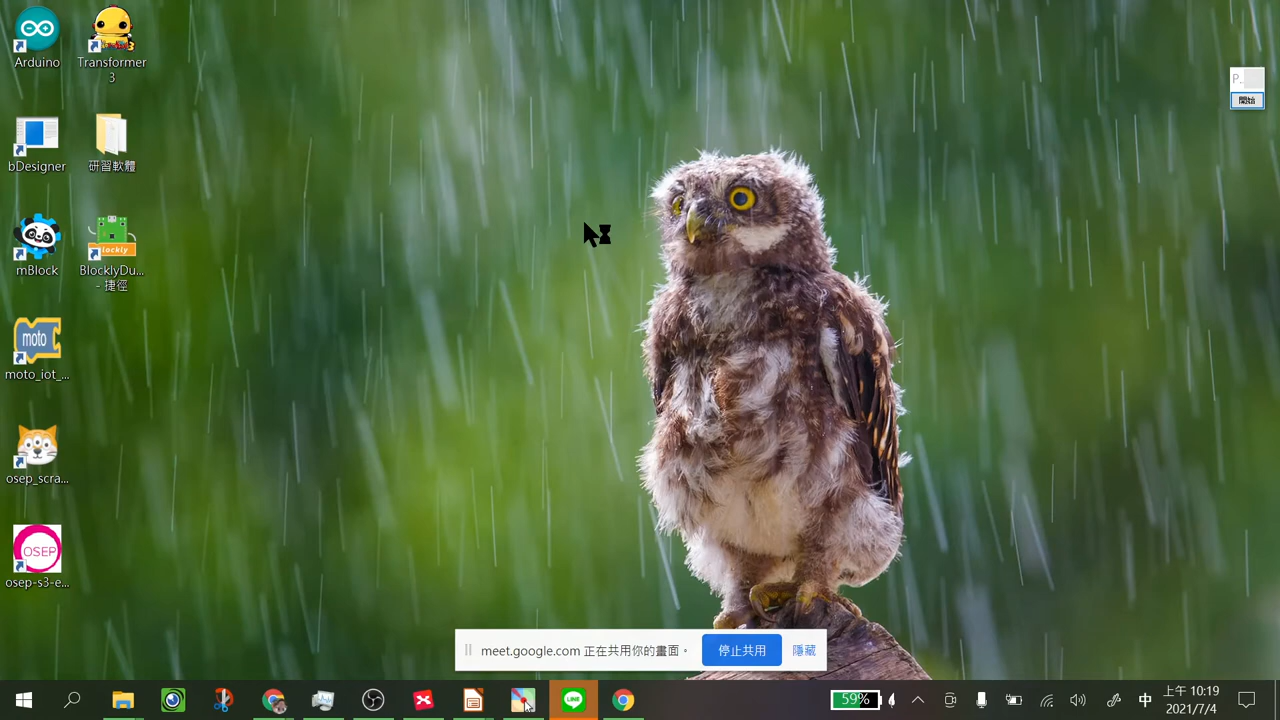 Arduino
Transformer
3
bDesigner
研習軟體
mBlock
BlocklyDu...
- 捷徑
moto_iot_...
osep_scra...
OSEP
osep-s3-e...
P..
開始
meet.google.com 正在共用你的畫面。
停止共用
隱藏
59%
中
上午 10:19
2021/7/4
moto
lockly
LINE